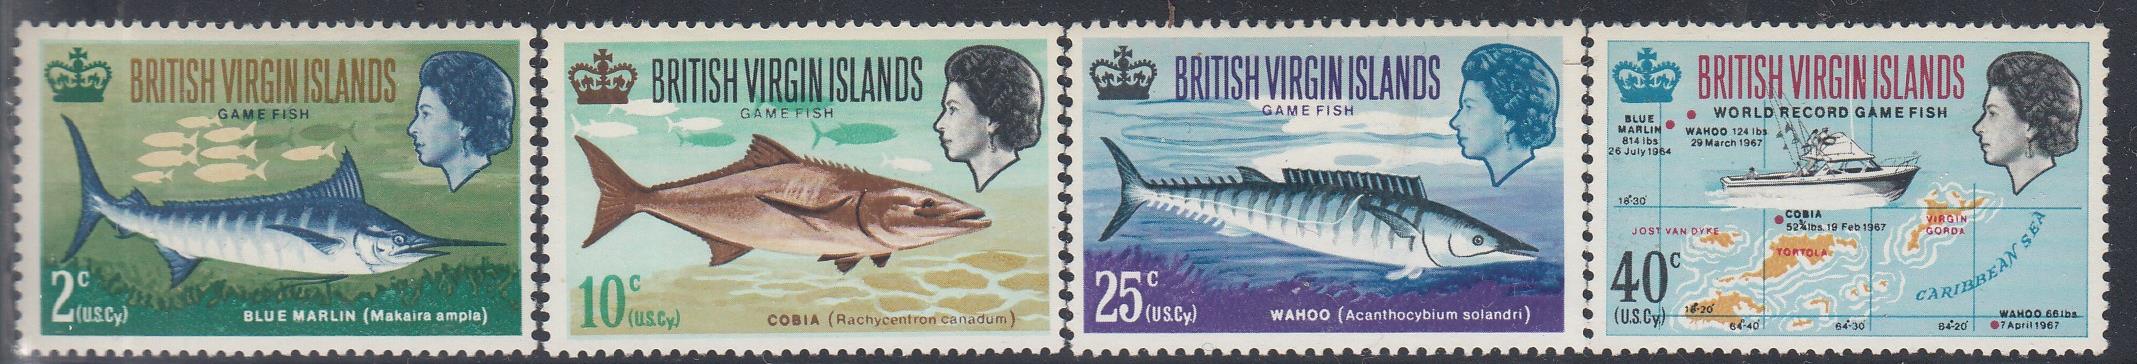 BRITISH VIRGIN ISLANDS
GAME FISH
2c
(U.S.Cy.)
BLUE MARLIN (Makaira ampla)
BRITISH VIRGIN ISLANDS
GAME FISH
10c
(U.S.Cy.)
COBIA (Rachycentron canadum)
BRITISH VIRGIN ISLANDS
GAME FISH
25c
(U.S.Cy.)
WAHOO (Acanthocybium solandri)
BRITISH VIRGIN ISLANDS
WORLD RECORD GAME FISH
BLUE
MARLIN
814 lbs
26 July 1964
WAHOO 124 lbs
29 March 1967
18°30'
COBIA
52¾ lbs. 19 Feb 1967
JOST VAN DYKE
TORTOLA
VIRGIN
GORDA
CARIBBEAN SEA
40c
(U.S.Cy)
18°20'
64°40'
64°30'
64°20'
WAHOO 66 lbs
7 April 1967